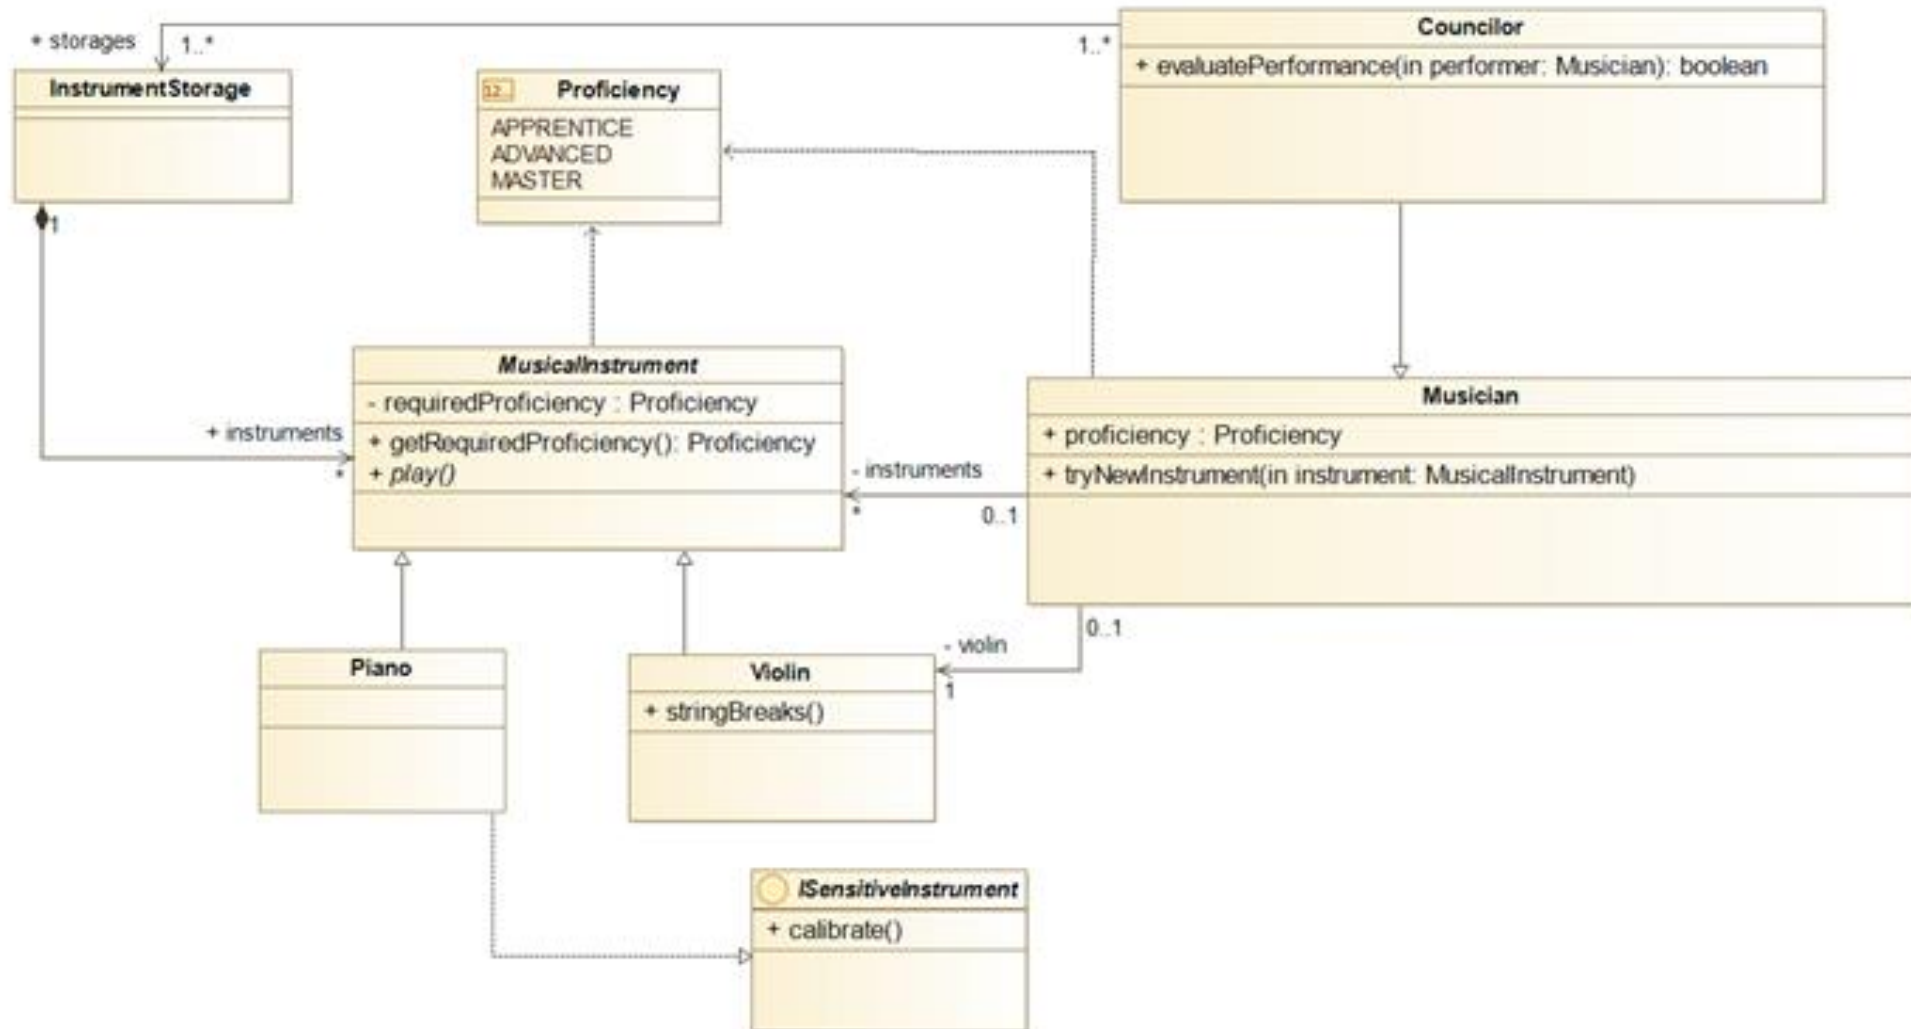 + storages
1..*
InstrumentStorage
1
12..
Proficiency
APPRENTICE
ADVANCED
MASTER
1..*
Councilor
+ evaluatePerformance(in performer: Musician): boolean
MusicalInstrument
- requiredProficiency : Proficiency
+ getRequiredProficiency(): Proficiency
+ play()
+ instruments
*
- instruments
*
0..1
Musician
+ proficiency : Proficiency
+ tryNewInstrument(in instrument: MusicalInstrument)
0..1
- violin
1
Piano
Violin
+ stringBreaks()
ISensitiveInstrument
+ calibrate()